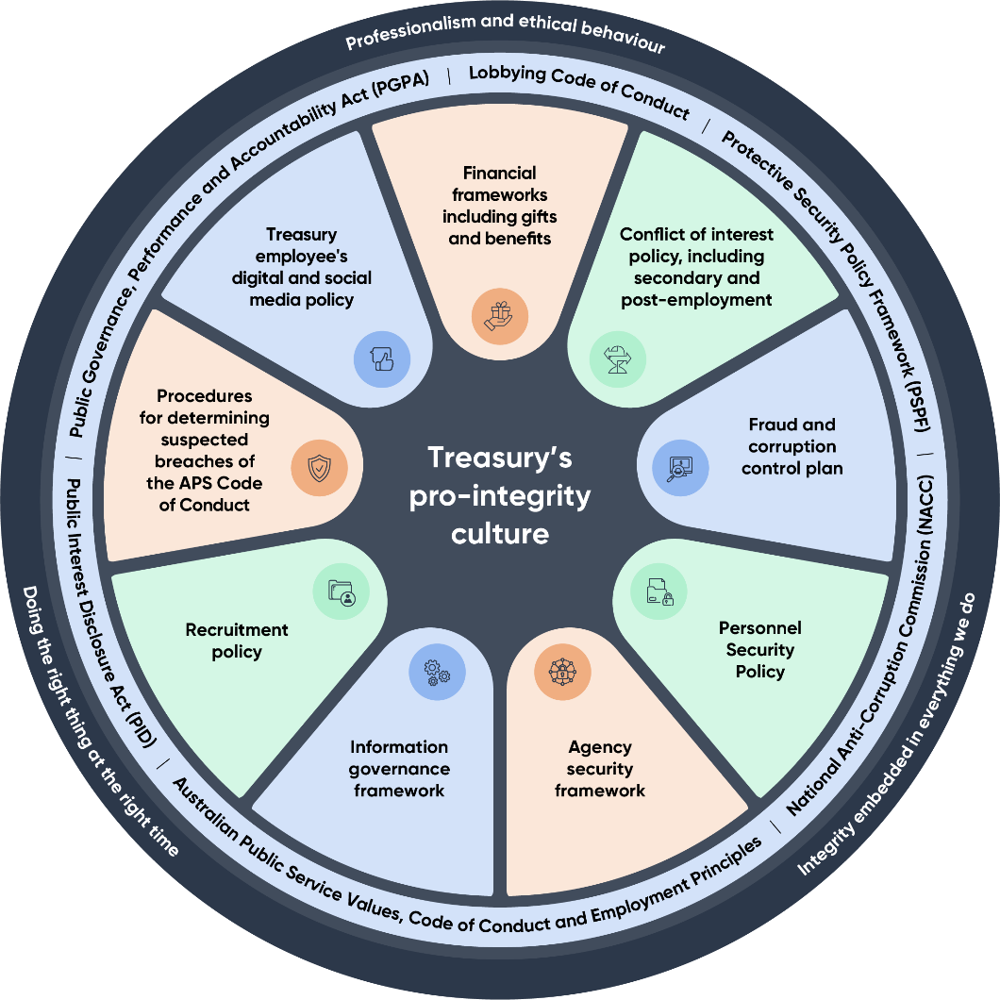 Professionalism and ethical behaviour
Integrity embedded in everything we do
Doing the right thing at the right time
Public Governance, Performance and Accountability Act (PGPA) |
Lobbying Code of Conduct |
Protective Security Policy Framework (PSPF) |
National Anti-Corruption Commission (NACC) |
Australian Public Service Values, Code of Conduct and Employment Principles |
Public Interest Disclosure Act (PID) |
Financial
frameworks
including gifts
and benefits
Conflict of interest
policy, including
secondary and
post-employment
Fraud and
corruption
control plan
Personnel
Security
Policy
Agency
security
framework
Information
governance
framework
Recruitment
policy
Procedures
for determining
suspected
breaches of
the APS Code
of Conduct
Treasury
employee's
digital and social
media policy
Treasury’s
pro-integrity
culture